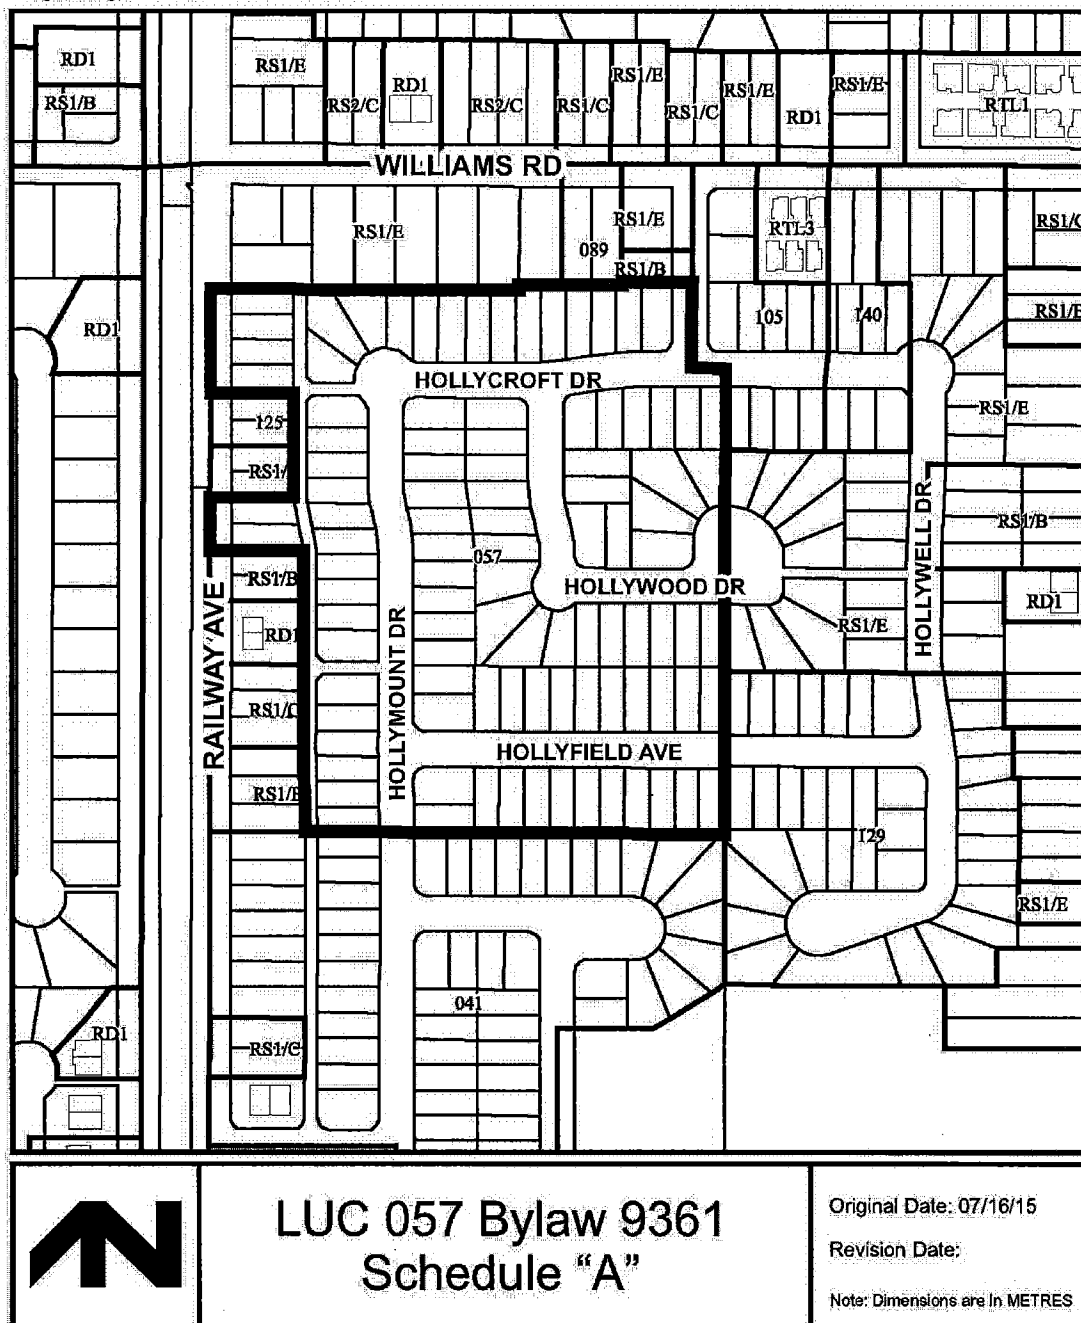 RD1
RS1/E
RS1/B
RS2/C
RD1
RS2/C
RS1/C
RS1/E
RS1/C
RS1/E
RD1
RS1/E
RTL1
WILLIAMS RD
RS1/E
089
RS1/E
RS1/B
RTL3
RS1/C
RD1
105
140
RS1/E
HOLLYCROFT DR
125
RS1/E
RS1/
HOLLYWELL DR
RS1/B
057
RS1/B
HOLLYWOOD DR
RD1
RAILWAY AVE
HOLLYMOUNT DR
RD1
RS1/E
RS1/C
HOLLYFIELD AVE
RS1/E
129
RS1/E
041
RD1
RS1/C
LUC 057 Bylaw 9361
Schedule "A"
Original Date: 07/16/15
Revision Date:
Note: Dimensions are in METRES